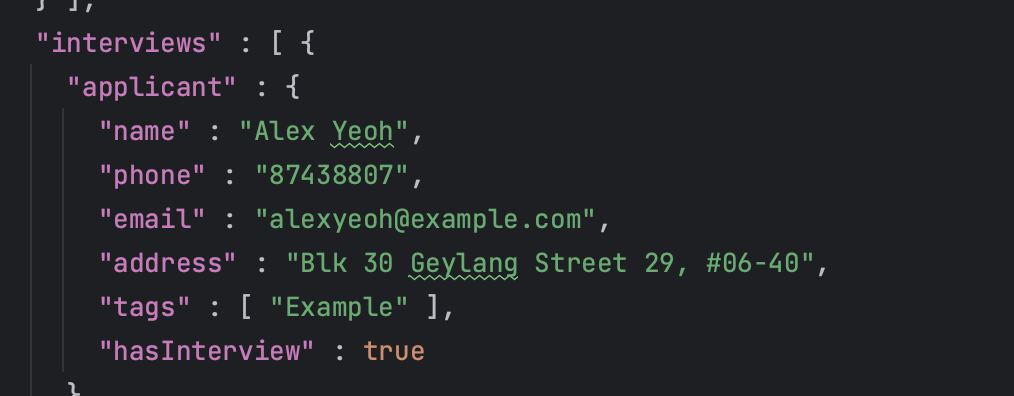 } ],
"interviews" : [ {
"applicant" : {
"name" : "Alex Yeoh",
"phone" : "87438807",
"email" : "alexyeoh@example.com",
"address" : "Blk 30 Geylang Street 29, #06-40",
"tags" : [ "Example" ],
"hasInterview" : true
}